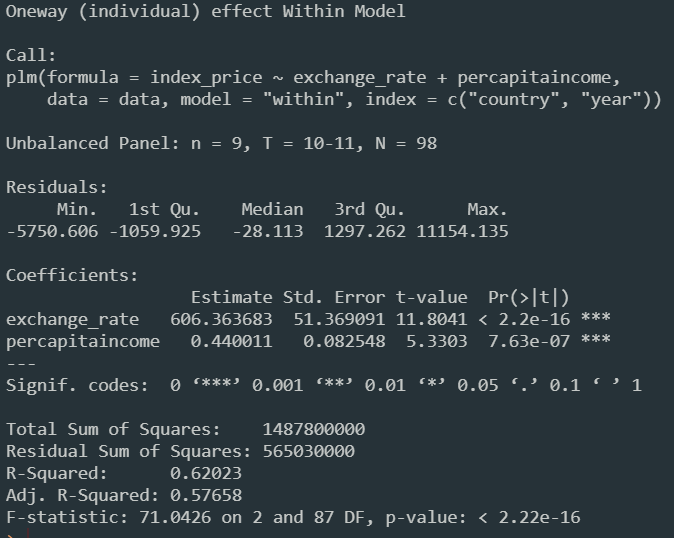 Oneway (individual) effect Within Model
Call:
plm(formula = index_price ~ exchange_rate + percapitaincome,
    data = data, model = "within", index = c("country", "year"))
Unbalanced Panel: n = 9, T = 10-11, N = 98
Residuals:
     Min.   1st Qu.    Median   3rd Qu.      Max.
-5750.606 -1059.925   -28.113  1297.262 11154.135
Coefficients:
                  Estimate Std. Error t-value  Pr(>|t|)
exchange_rate   606.363683  51.369091 11.8041 < 2.2e-16 ***
percapitaincome   0.440011   0.082548  5.3303  7.63e-07 ***
---
Signif. codes:  0 ‘***’ 0.001 ‘**’ 0.01 ‘*’ 0.05 ‘.’ 0.1 ‘ ’ 1
Total Sum of Squares:    1487800000
Residual Sum of Squares: 565030000
R-Squared:      0.62023
Adj. R-Squared: 0.57658
F-statistic: 71.0426 on 2 and 87 DF, p-value: < 2.22e-16